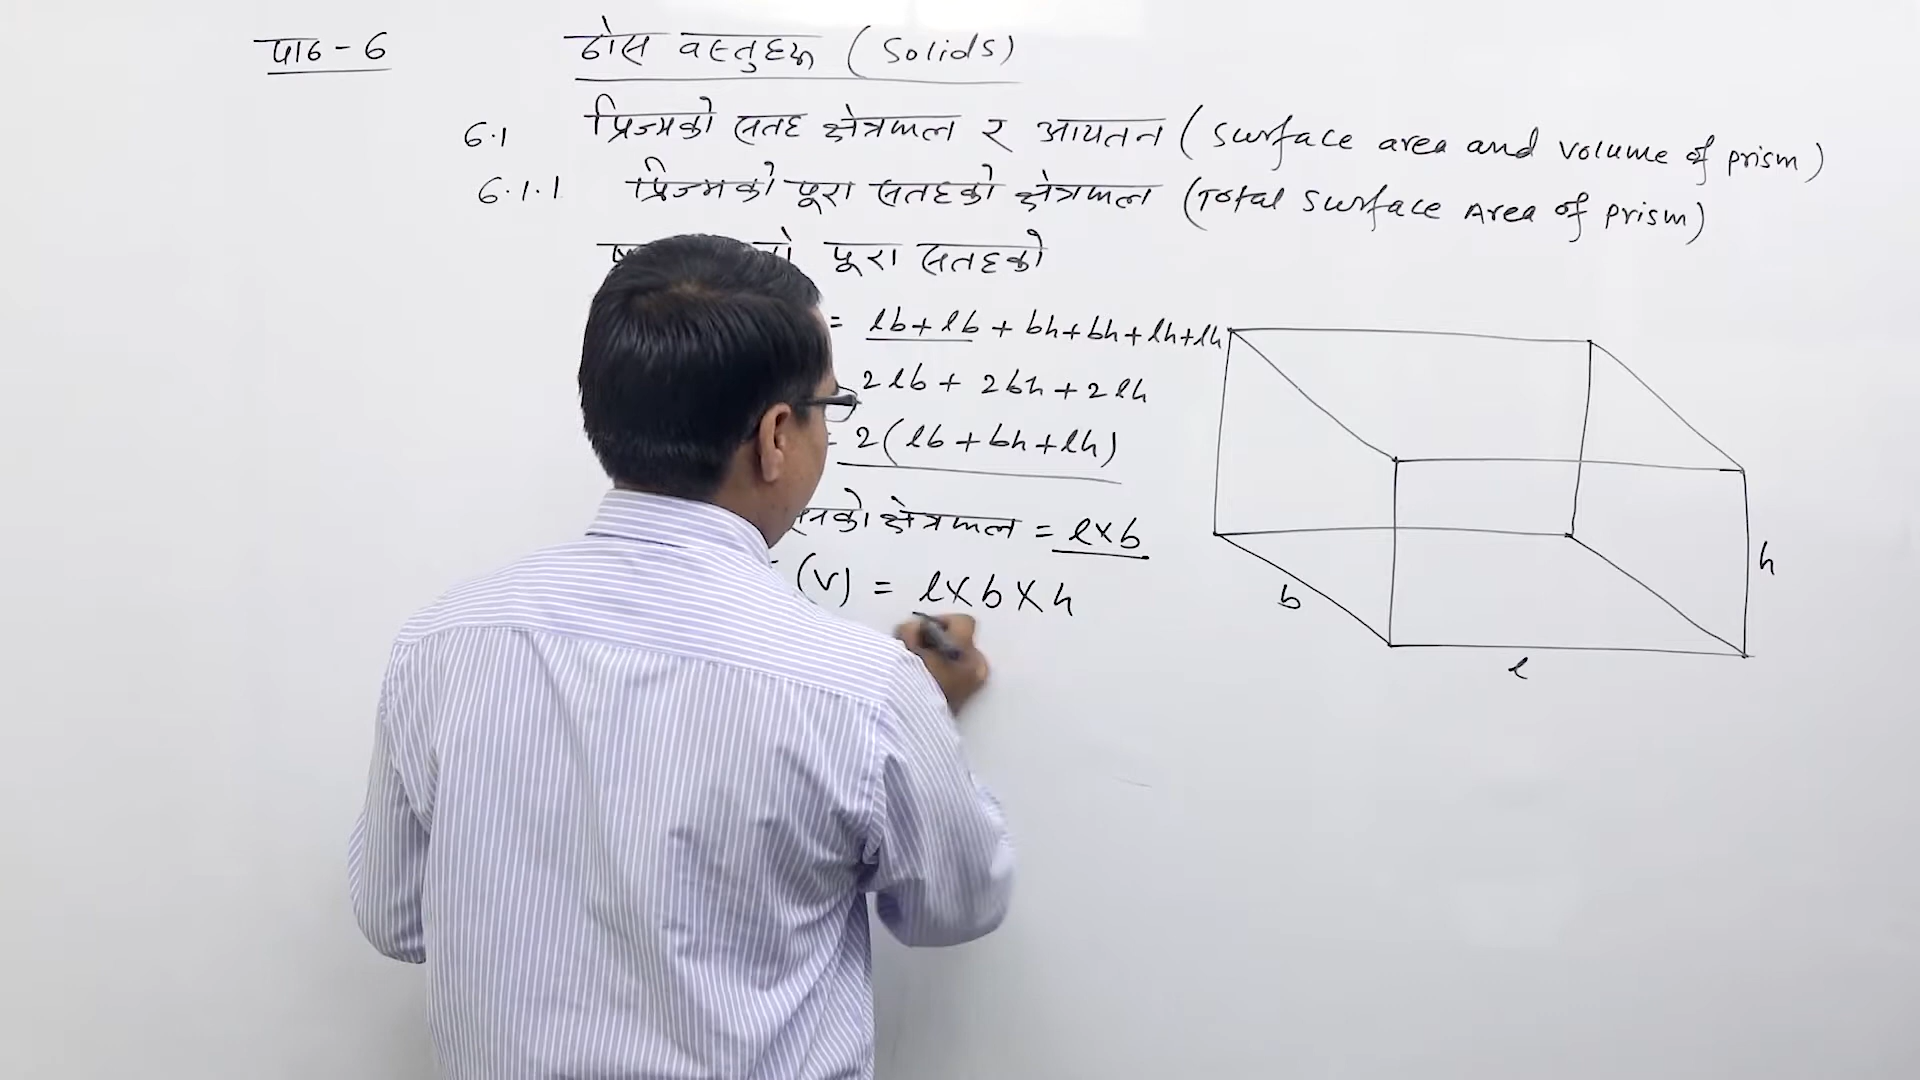 पाठ - 6
ठोस वस्तुहरू (Solids)
6.1 प्रिज्मको सतह क्षेत्रफल र आयतन (Surface area and volume of prism)
6.1.1 प्रिज्मको पूरा सतहको क्षेत्रफल (Total Surface Area of prism)
पूरा सतहको
= lb + lb + bh + bh + lh + lh
2lb + 2bh + 2lh
= 2(lb + bh + lh)
क्षेत्रफल = l×b
(V) = l×b×h
h
b
l